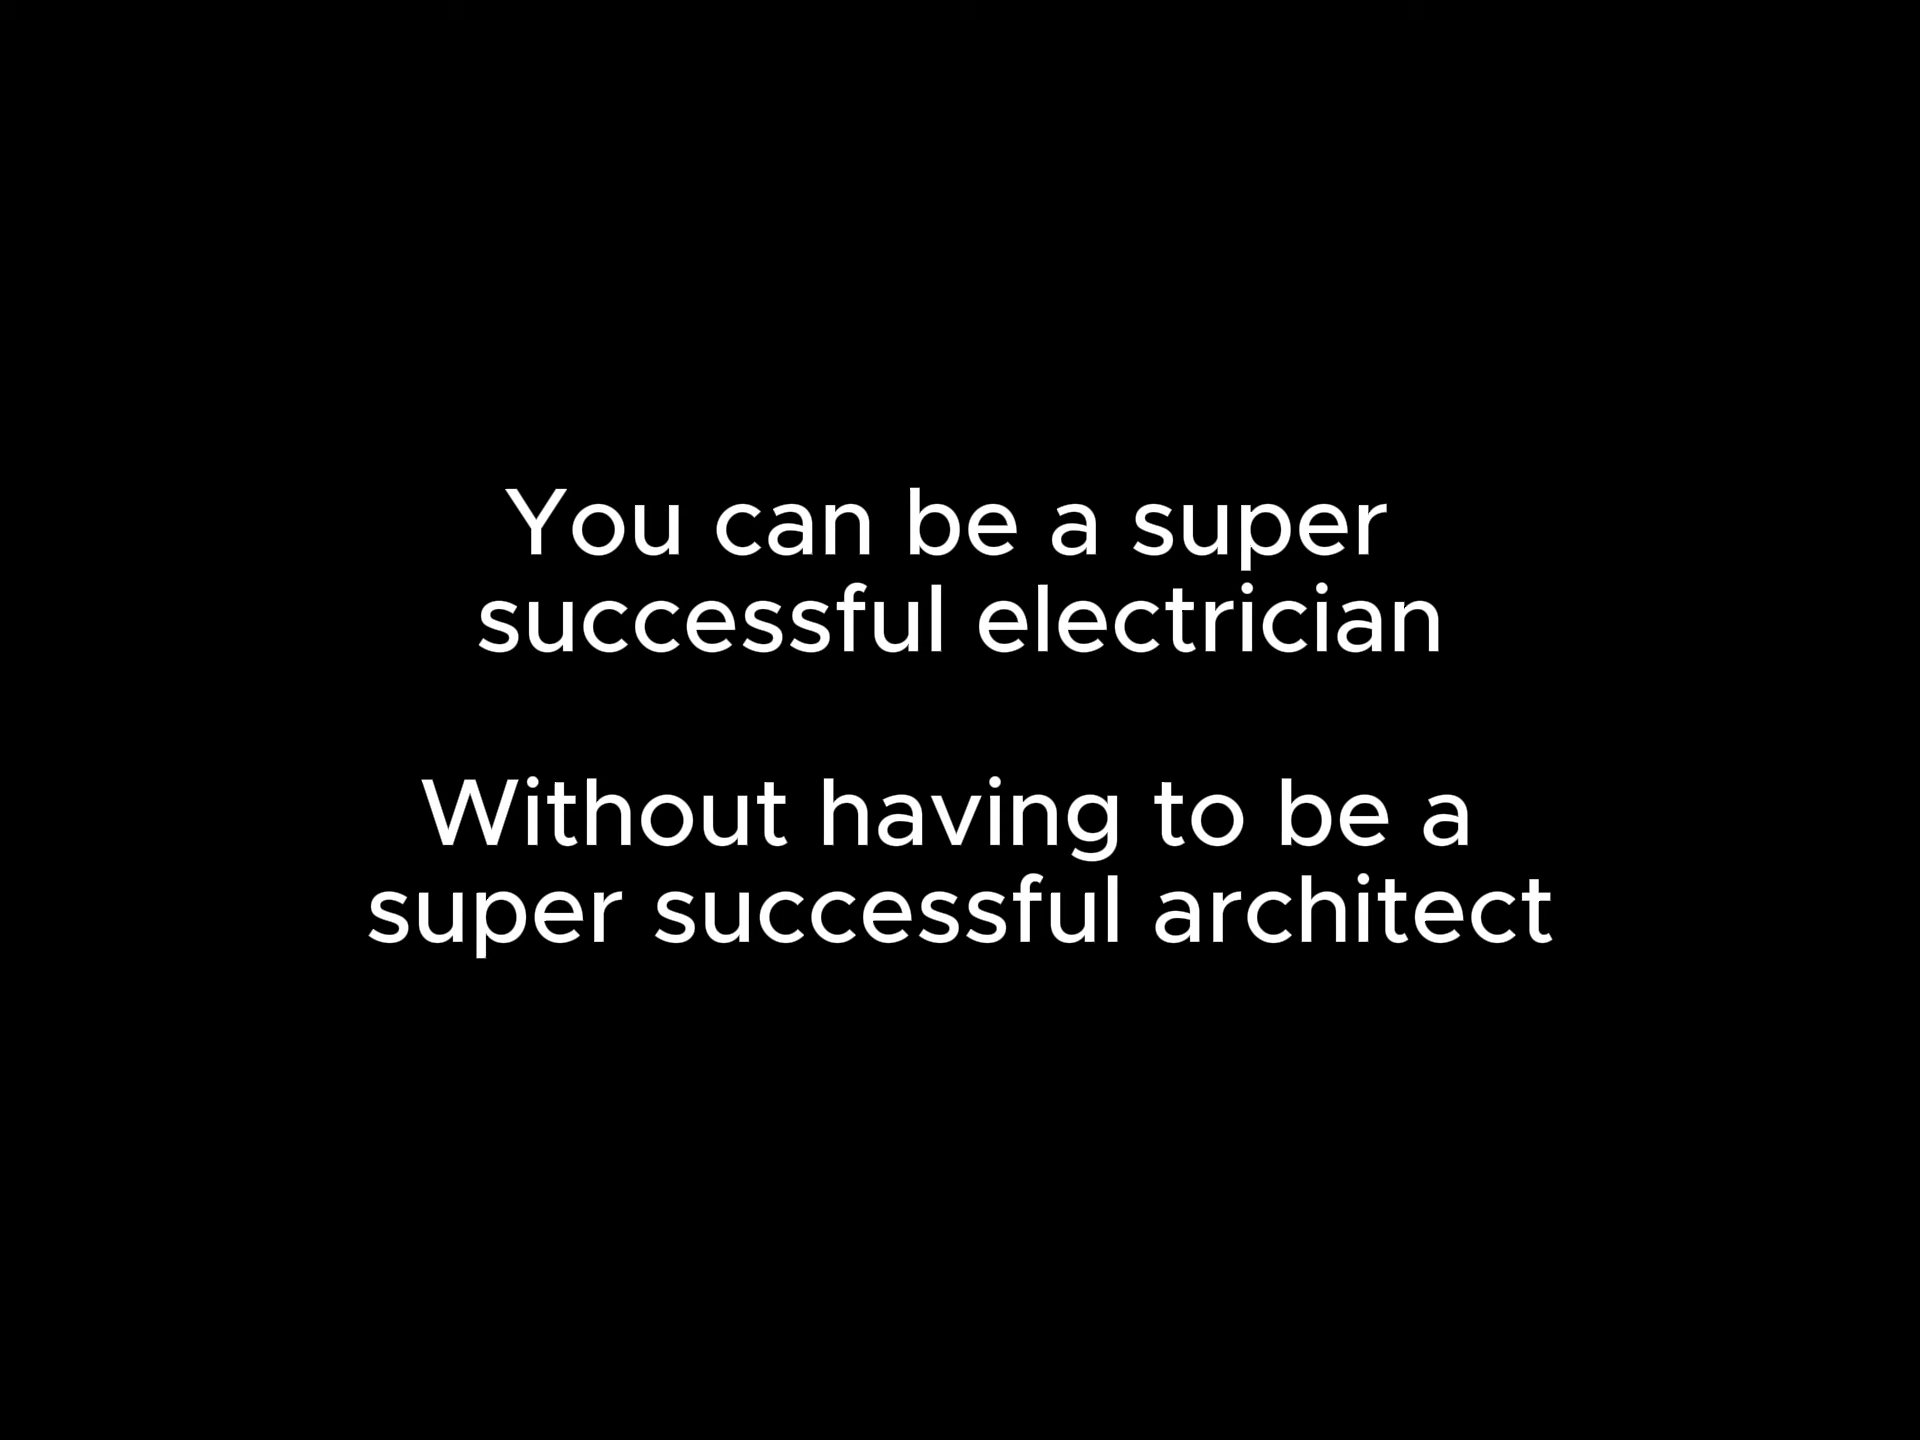 You can be a super
successful electrician
Without having to be a
super successful architect